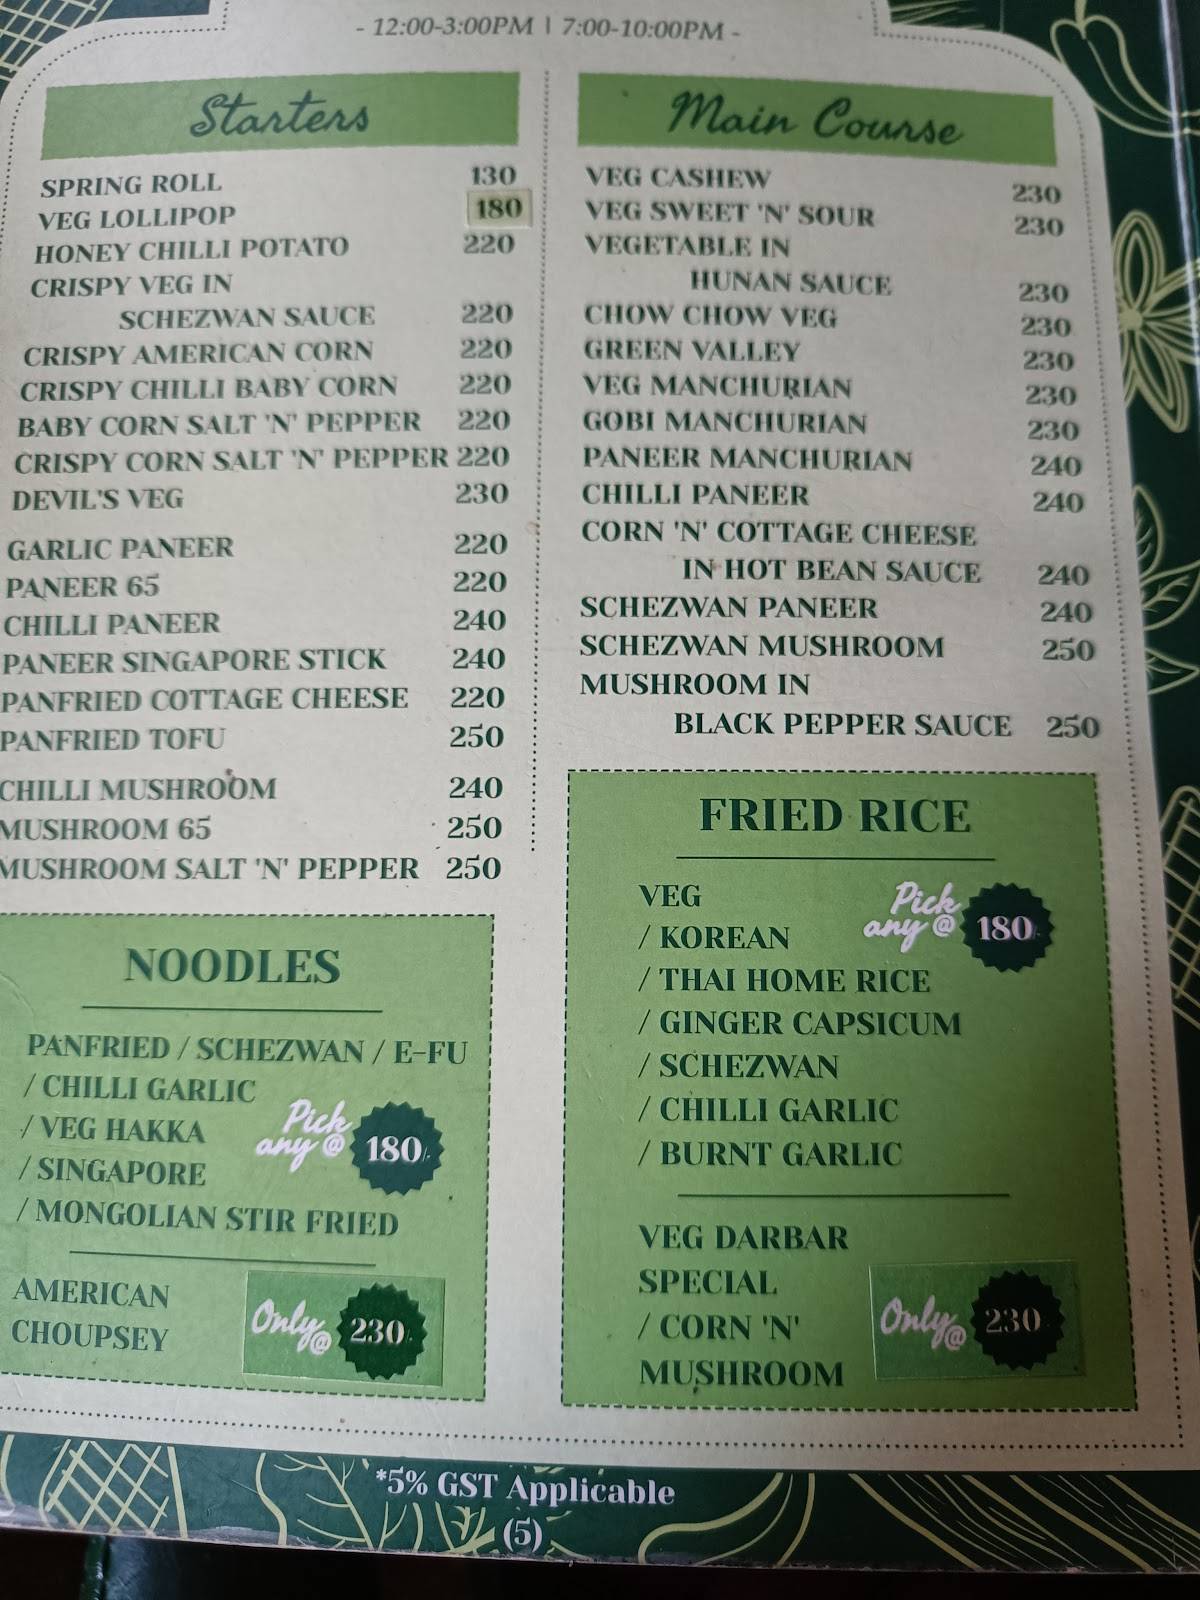 - 12:00-3:00PM | 7:00-10:00PM -
Starters
SPRING ROLL 130
VEG LOLLIPOP 180
HONEY CHILLI POTATO 220
CRISPY VEG IN
SCHEZWAN SAUCE 220
CRISPY AMERICAN CORN 220
CRISPY CHILLI BABY CORN 220
BABY CORN SALT 'N' PEPPER 220
CRISPY CORN SALT 'N' PEPPER 220
DEVIL'S VEG 230
GARLIC PANEER 220
PANEER 65 220
CHILLI PANEER 240
PANEER SINGAPORE STICK 240
PANFRIED COTTAGE CHEESE 220
PANFRIED TOFU 250
CHILLI MUSHROOM 240
MUSHROOM 65 250
MUSHROOM SALT 'N' PEPPER 250
NOODLES
PANFRIED / SCHEZWAN / E-FU
/ CHILLI GARLIC
/ VEG HAKKA
/ SINGAPORE
/ MONGOLIAN STIR FRIED
Pick
any @ 180/-
AMERICAN
CHOUPSEY
Only @ 230/-
Main Course
VEG CASHEW 230
VEG SWEET 'N' SOUR 230
VEGETABLE IN
HUNAN SAUCE 230
CHOW CHOW VEG 230
GREEN VALLEY 230
VEG MANCHURIAN 230
GOBI MANCHURIAN 230
PANEER MANCHURIAN 240
CHILLI PANEER 240
CORN 'N' COTTAGE CHEESE
IN HOT BEAN SAUCE 240
SCHEZWAN PANEER 240
SCHEZWAN MUSHROOM 250
MUSHROOM IN
BLACK PEPPER SAUCE 250
FRIED RICE
VEG
/ KOREAN
/ THAI HOME RICE
/ GINGER CAPSICUM
/ SCHEZWAN
/ CHILLI GARLIC
/ BURNT GARLIC
Pick
any @ 180/-
VEG DARBAR
SPECIAL
/ CORN 'N'
MUSHROOM
Only @ 230
*5% GST Applicable
(5)